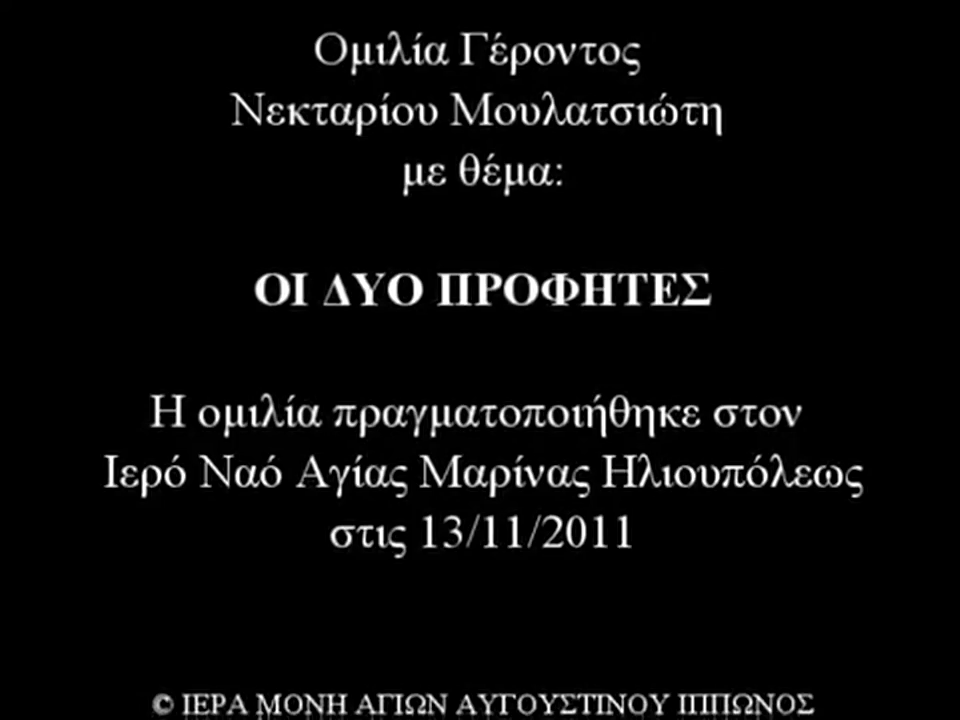 Ομιλία Γέροντος
Νεκταρίου Μουλατσιώτη
με θέμα:
ΟΙ ΔΥΟ ΠΡΟΦΗΤΕΣ
Η ομιλία πραγματοποιήθηκε στον
Ιερό Ναό Αγίας Μαρίνας Ηλιουπόλεως
στις 13/11/2011
© ΙΕΡΑ ΜΟΝΗ ΑΓΙΩΝ ΑΥΓΟΥΣΤΙΝΟΥ ΙΠΠΩΝΟΣ